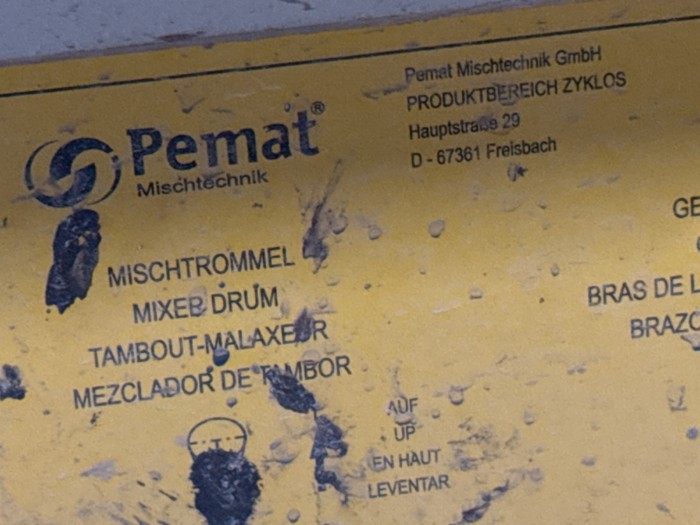 Pemat Mischtechnik GmbH
PRODUKTBEREICH ZYKLOS
Hauptstraße 29
D - 67361 Freisbach
Pemat®
Mischtechnik
MISCHTROMMEL
MIXER DRUM
TAMBOUT-MALAXEUR
MEZCLADOR DE TAMBOR
GE
BRAS DE L
BRAZO
AUF
UP
EN HAUT
LEVENTAR